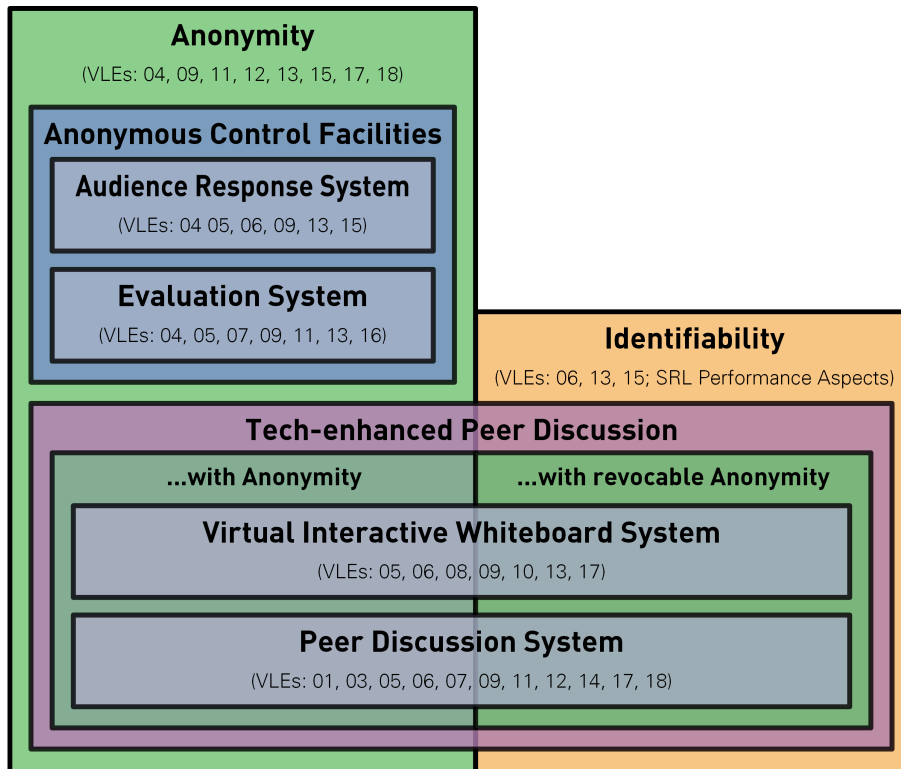 Anonymity
(VLEs: 04, 09, 11, 12, 13, 15, 17, 18)
Anonymous Control Facilities
Audience Response System
(VLEs: 04 05, 06, 09, 13, 15)
Evaluation System
(VLEs: 04, 05, 07, 09, 11, 13, 16)
Identifiability
(VLEs: 06, 13, 15; SRL Performance Aspects)
Tech-enhanced Peer Discussion
...with Anonymity
...with revocable Anonymity
Virtual Interactive Whiteboard System
(VLEs: 05, 06, 08, 09, 10, 13, 17)
Peer Discussion System
(VLEs: 01, 03, 05, 06, 07, 09, 11, 12, 14, 17, 18)